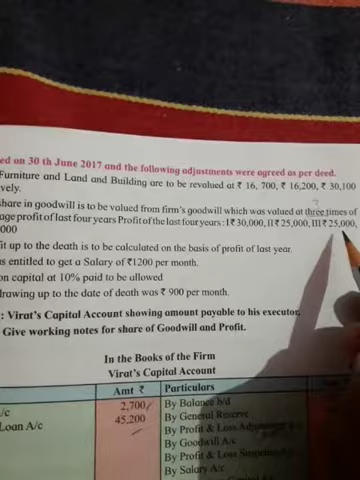 ed on 30 th June 2017 and the following adjustments were agreed as per deed.
Furniture and Land and Building are to be revalued at ₹ 16, 700, ₹ 16,200, ₹ 30,100
vely.
share in goodwill is to be valued from firm's goodwill which was valued at three times of
age profit of last four years Profit of the last four years : I ₹ 30,000, II ₹ 25,000, III ₹ 25,000,
000
it up to the death is to be calculated on the basis of profit of last year.
s entitled to get a Salary of ₹1200 per month.
on capital at 10% paid to be allowed
drawing up to the date of death was ₹ 900 per month.
: Virat's Capital Account showing amount payable to his executor.
Give working notes for share of Goodwill and Profit.
In the Books of the Firm
Virat's Capital Account
Amt ₹ Particulars
/c 2,700 By Balance b/d
Loan A/c 45,200 By General Reserve
By Profit & Loss
By Goodwill A/c
By Profit & Loss
By Salary A/c